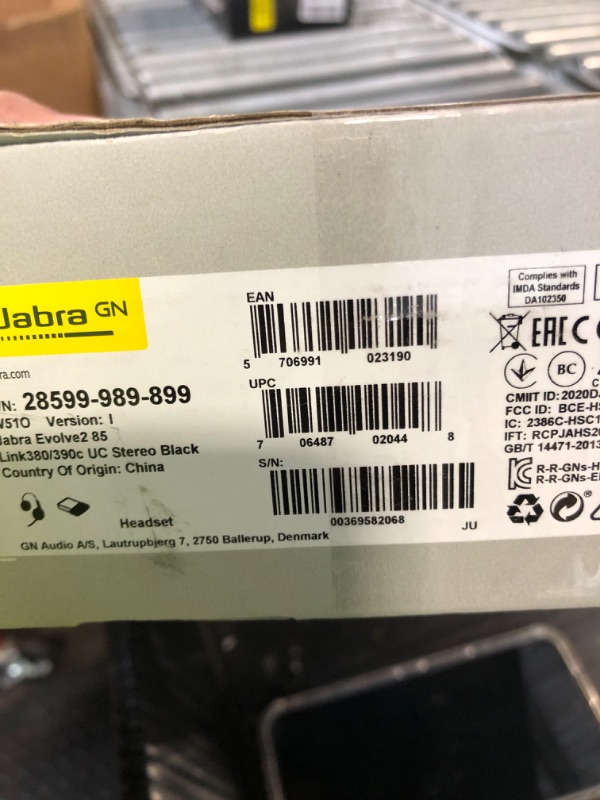 Jabra GN
ra.com
N: 28599-989-899
Version: I
Jabra Evolve2 85
Link380/390c UC Stereo Black
Country Of Origin: China
Headset
GN Audio A/S, Lautrupbjerg 7, 2750 Ballerup, Denmark
EAN
5 706991 023190
UPC
7 06487 02044 8
S/N:
00369582068
JU
Complies with
IMDA Standards
DA102350
EAC
BC
CMIIT ID: 2020D
FCC ID: BCE-HS
IC: 2386C-HSC1
IFT: RCPJAHS20
GB/T 14471-2013
R-R-GNs-H
R-R-GNs-E